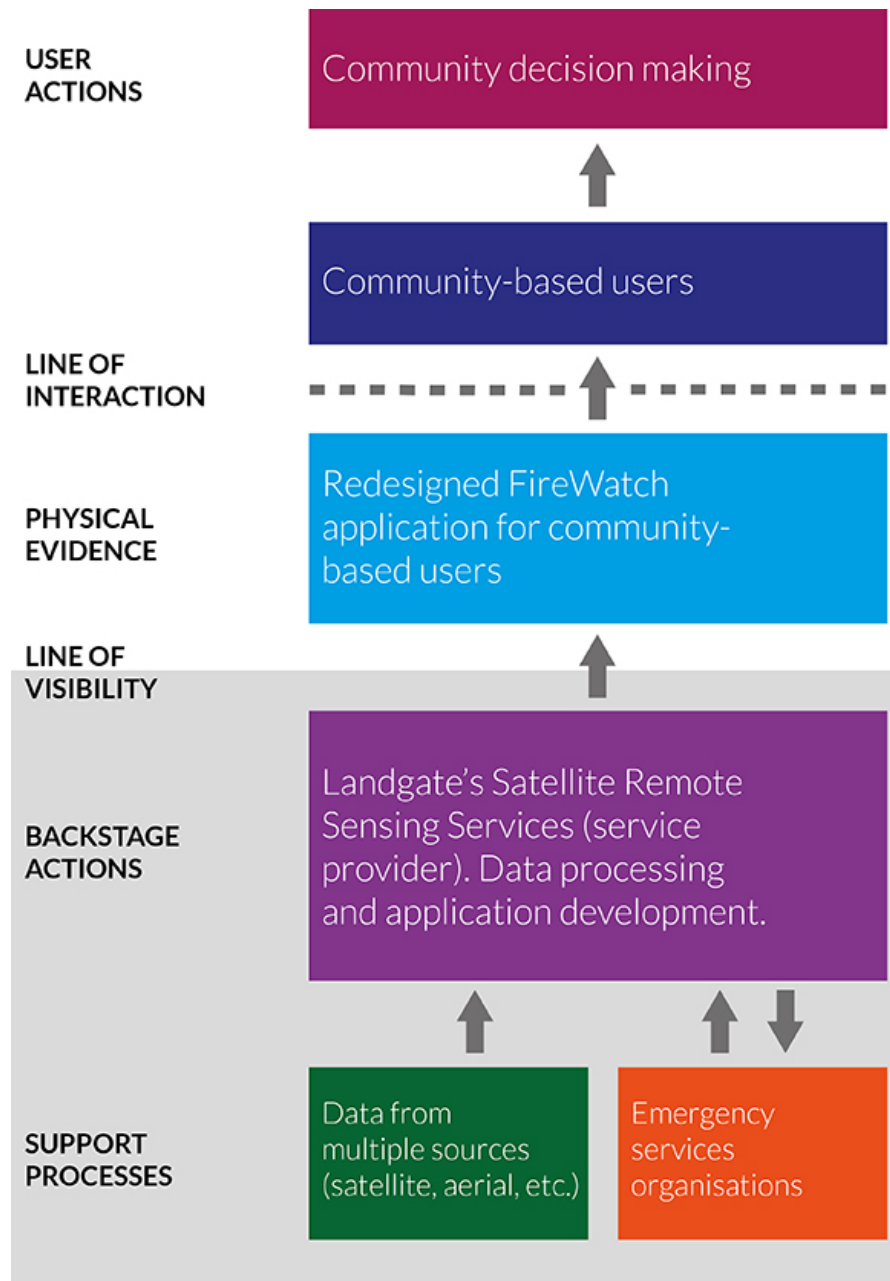 USER
ACTIONS
Community decision making
Community-based users
LINE OF
INTERACTION
PHYSICAL
EVIDENCE
Redesigned FireWatch
application for community-
based users
LINE OF
VISIBILITY
BACKSTAGE
ACTIONS
Landgate’s Satellite Remote
Sensing Services (service
provider). Data processing
and application development.
SUPPORT
PROCESSES
Data from
multiple sources
(satellite, aerial, etc.)
Emergency
services
organisations